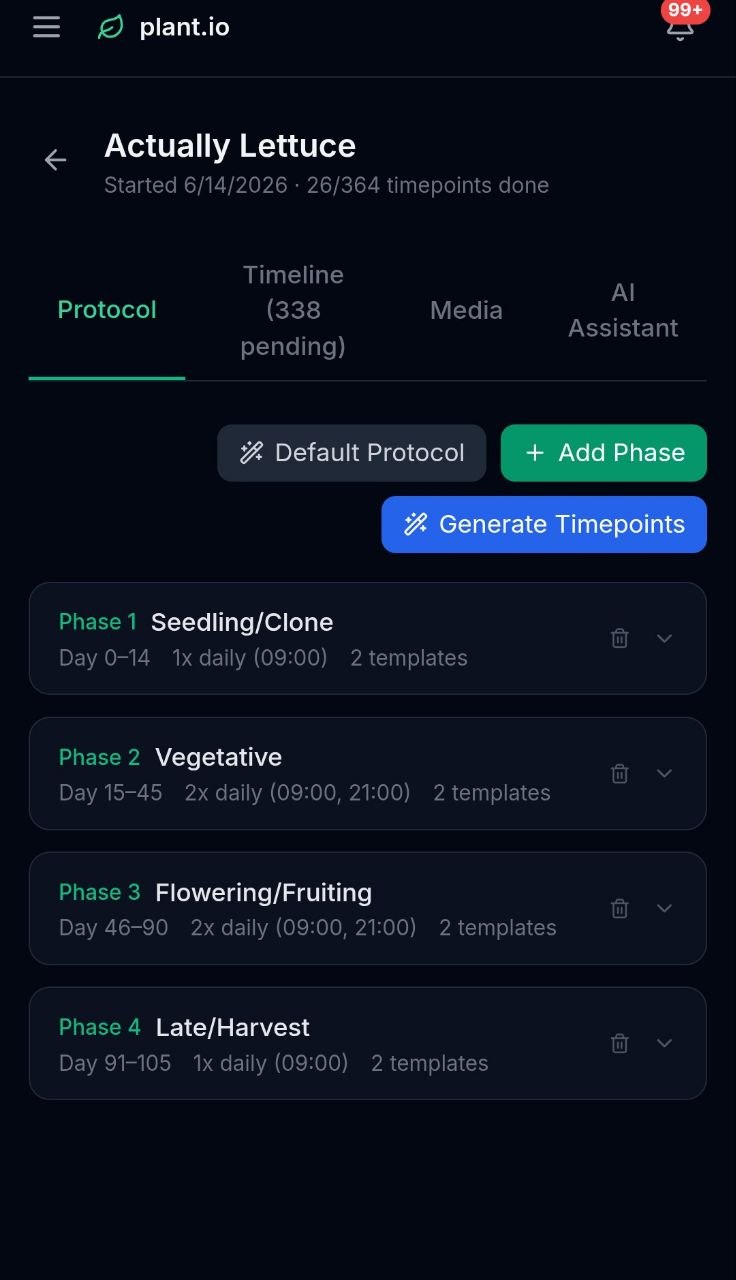 plant.io
99+
Actually Lettuce
Started 6/14/2026 · 26/364 timepoints done
Protocol
Timeline
(338
pending)
Media
AI
Assistant
Default Protocol
+ Add Phase
Generate Timepoints
Phase 1 Seedling/Clone
Day 0–14 1x daily (09:00) 2 templates
Phase 2 Vegetative
Day 15–45 2x daily (09:00, 21:00) 2 templates
Phase 3 Flowering/Fruiting
Day 46–90 2x daily (09:00, 21:00) 2 templates
Phase 4 Late/Harvest
Day 91–105 1x daily (09:00) 2 templates